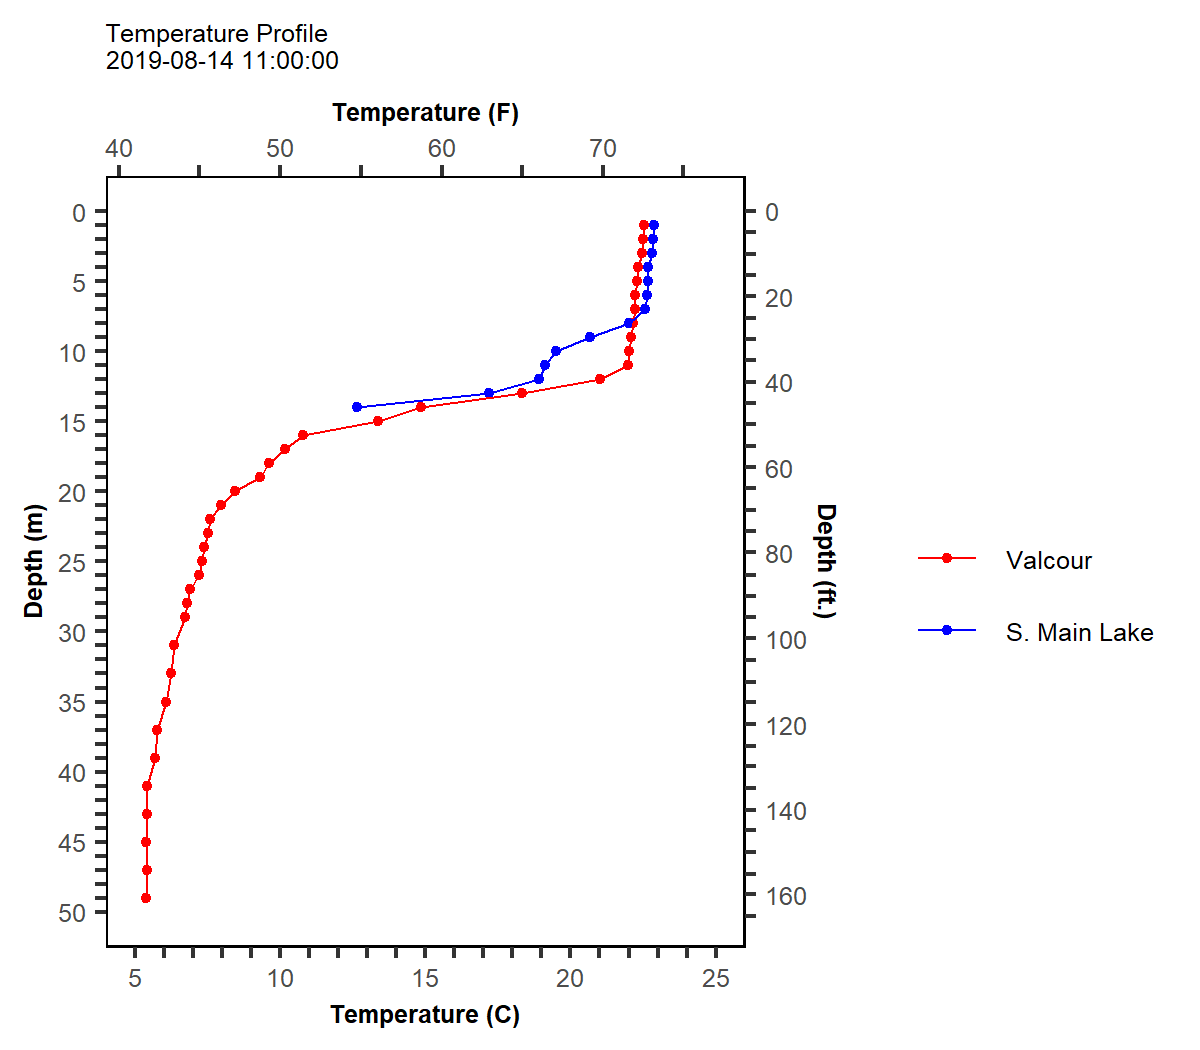 Temperature Profile
2019-08-14 11:00:00
Temperature (F)
40 50 60 70
0
5
10
15
20
25
30
35
40
45
50
Depth (m)
0
20
40
60
80
100
120
140
160
Depth (ft.)
Valcour
S. Main Lake
5 10 15 20 25
Temperature (C)